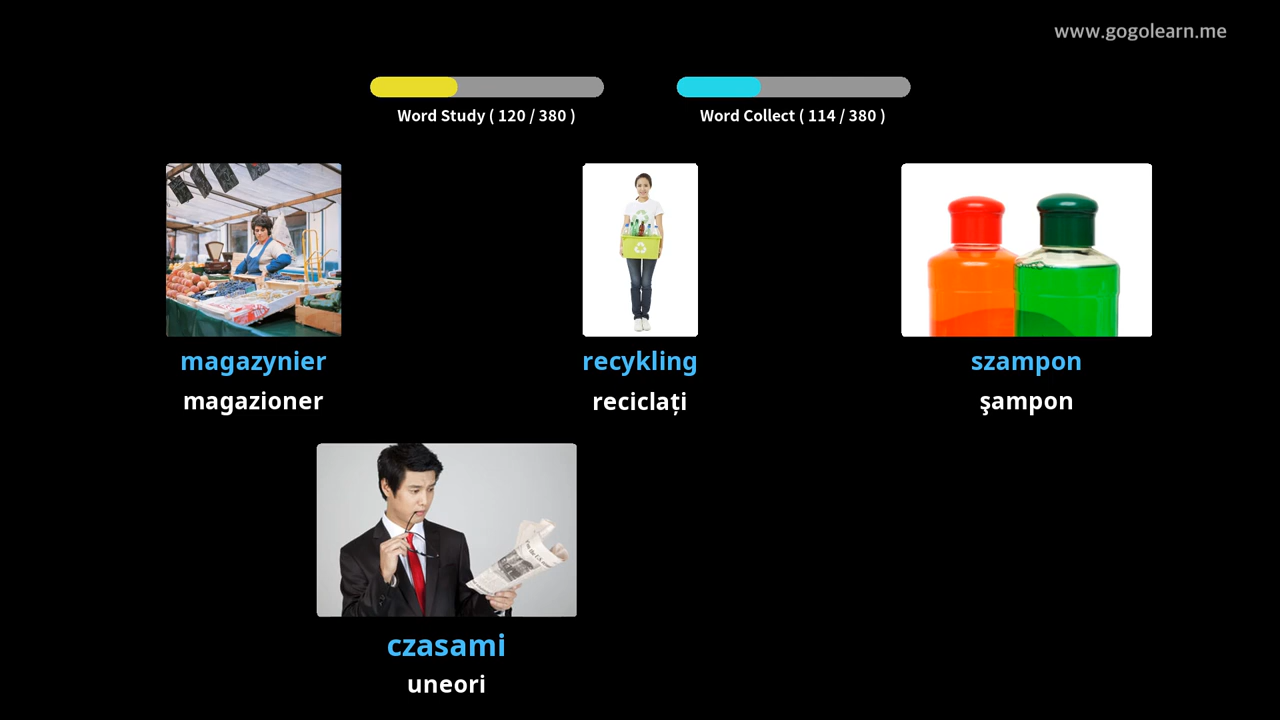 www.gogolearn.me
Word Study ( 120 / 380 )
Word Collect ( 114 / 380 )
magazynier
recykling
szampon
magazioner
reciclați
şampon
czasami
uneori